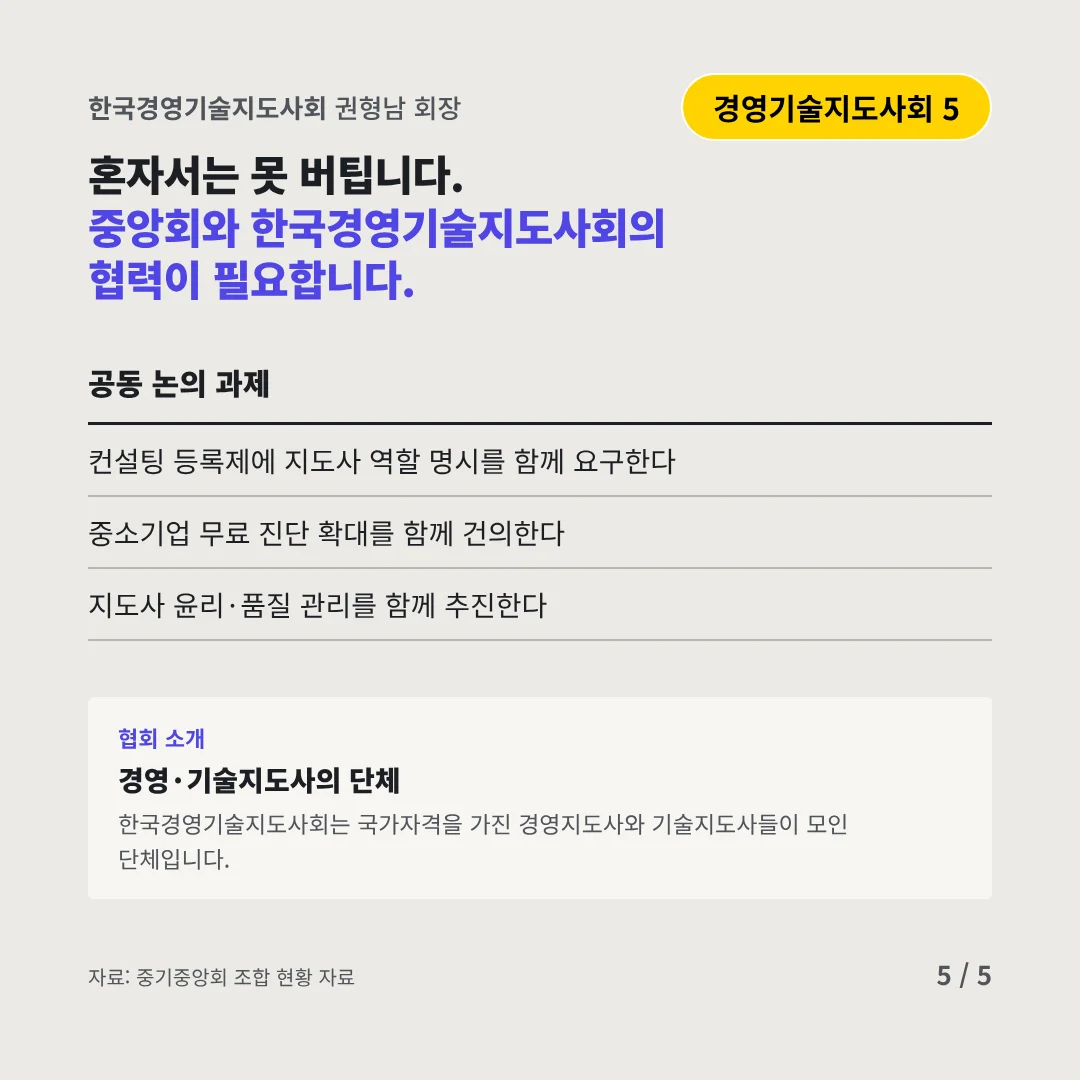 한국경영기술지도사회 권형남 회장
경영기술지도사회 5
혼자서는 못 버팁니다.
중앙회와 한국경영기술지도사회의
협력이 필요합니다.
공동 논의 과제
컨설팅 등록제에 지도사 역할 명시를 함께 요구한다
중소기업 무료 진단 확대를 함께 건의한다
지도사 윤리·품질 관리를 함께 추진한다
협회 소개
경영·기술지도사의 단체
한국경영기술지도사회는 국가자격을 가진 경영지도사와 기술지도사들이 모인
단체입니다.
자료: 중기중앙회 조합 현황 자료
5 / 5